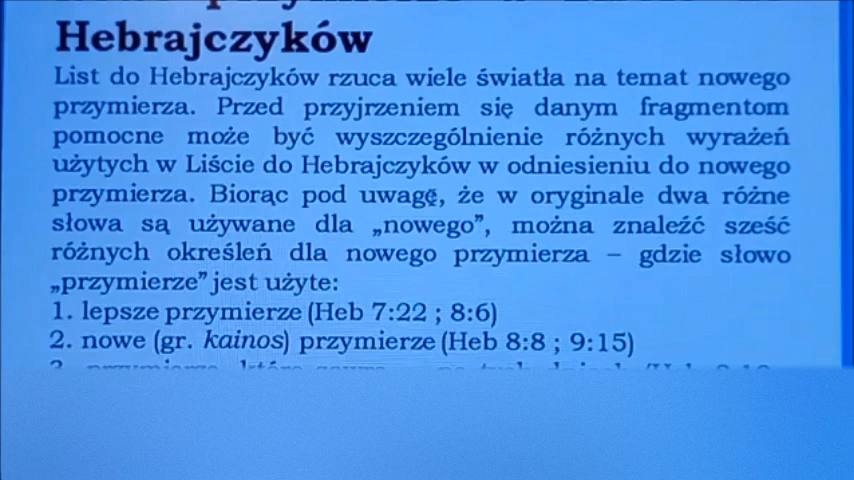 Hebrajczyków
List do Hebrajczyków rzuca wiele światła na temat nowego
przymierza. Przed przyjrzeniem się danym fragmentom
pomocne może być wyszczególnienie różnych wyrażeń
użytych w Liście do Hebrajczyków w odniesieniu do nowego
przymierza. Biorąc pod uwagę, że w oryginale dwa różne
słowa są używane dla „nowego”, można znaleźć sześć
różnych określeń dla nowego przymierza – gdzie słowo
„przymierze” jest użyte:
1. lepsze przymierze (Heb 7:22 ; 8:6)
2. nowe (gr. kainos) przymierze (Heb 8:8 ; 9:15)